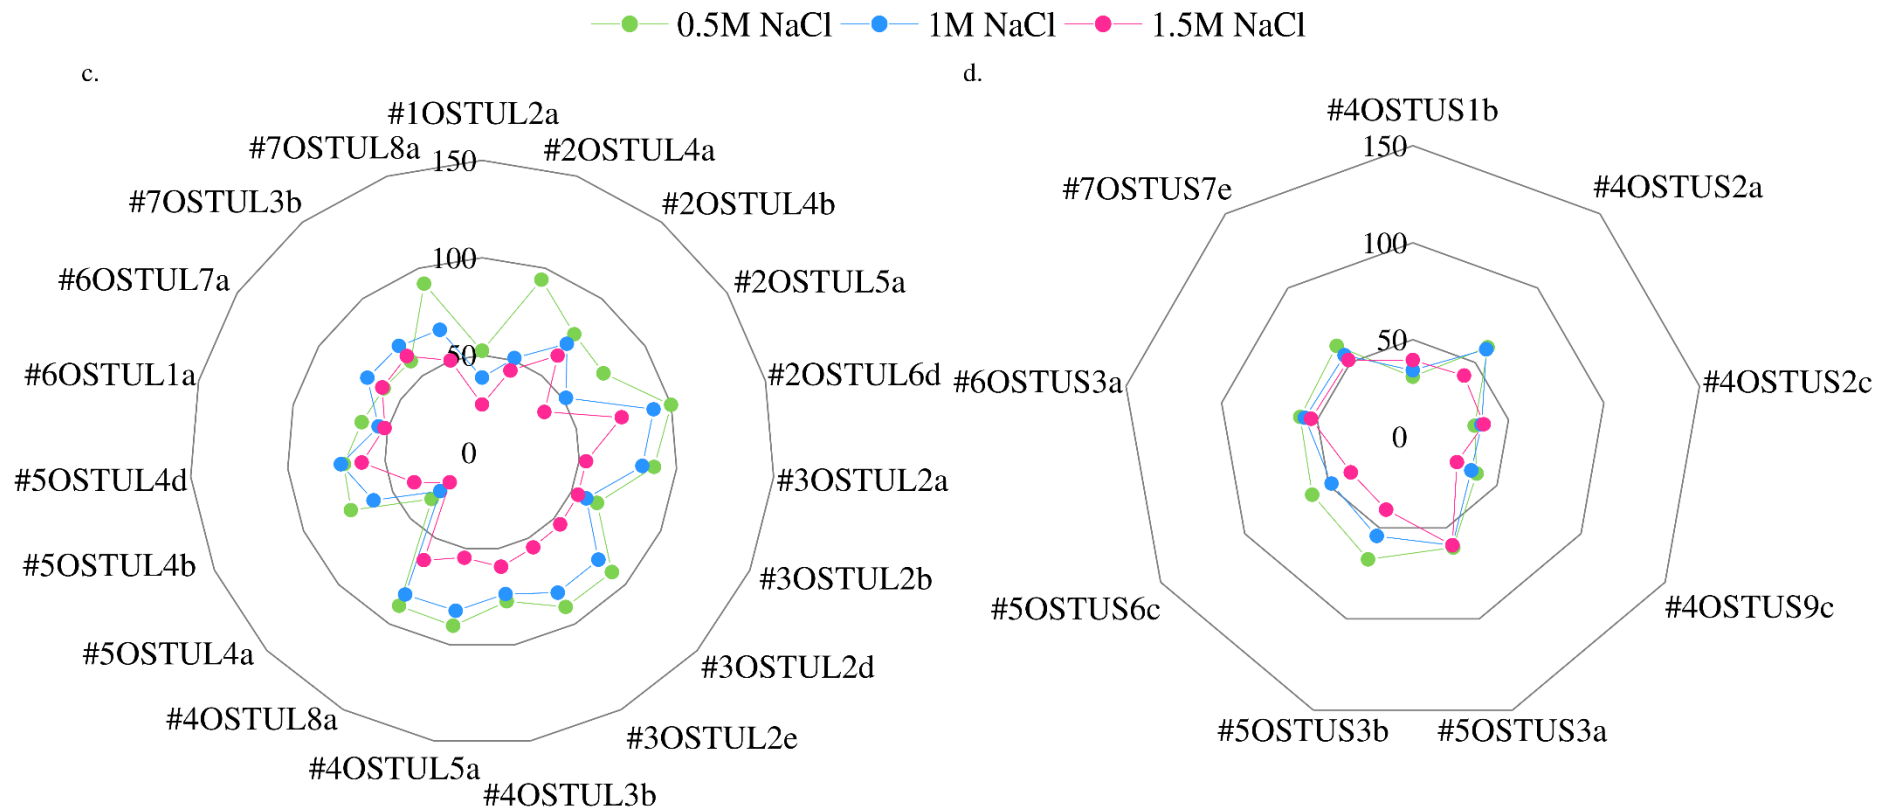 0.5M NaCl 1M NaCl 1.5M NaCl
c.
#1OSTUL2a
#2OSTUL4a
#2OSTUL4b
#2OSTUL5a
#2OSTUL6d
#3OSTUL2a
#3OSTUL2b
#3OSTUL2d
#3OSTUL2e
#4OSTUL3b
#4OSTUL5a
#4OSTUL8a
#5OSTUL4a
#5OSTUL4b
#5OSTUL4d
#6OSTUL1a
#6OSTUL7a
#7OSTUL3b
#7OSTUL8a
150
100
50
0
d.
#4OSTUS1b
#4OSTUS2a
#4OSTUS2c
#4OSTUS9c
#5OSTUS3a
#5OSTUS3b
#5OSTUS6c
#6OSTUS3a
#7OSTUS7e
150
100
50
0